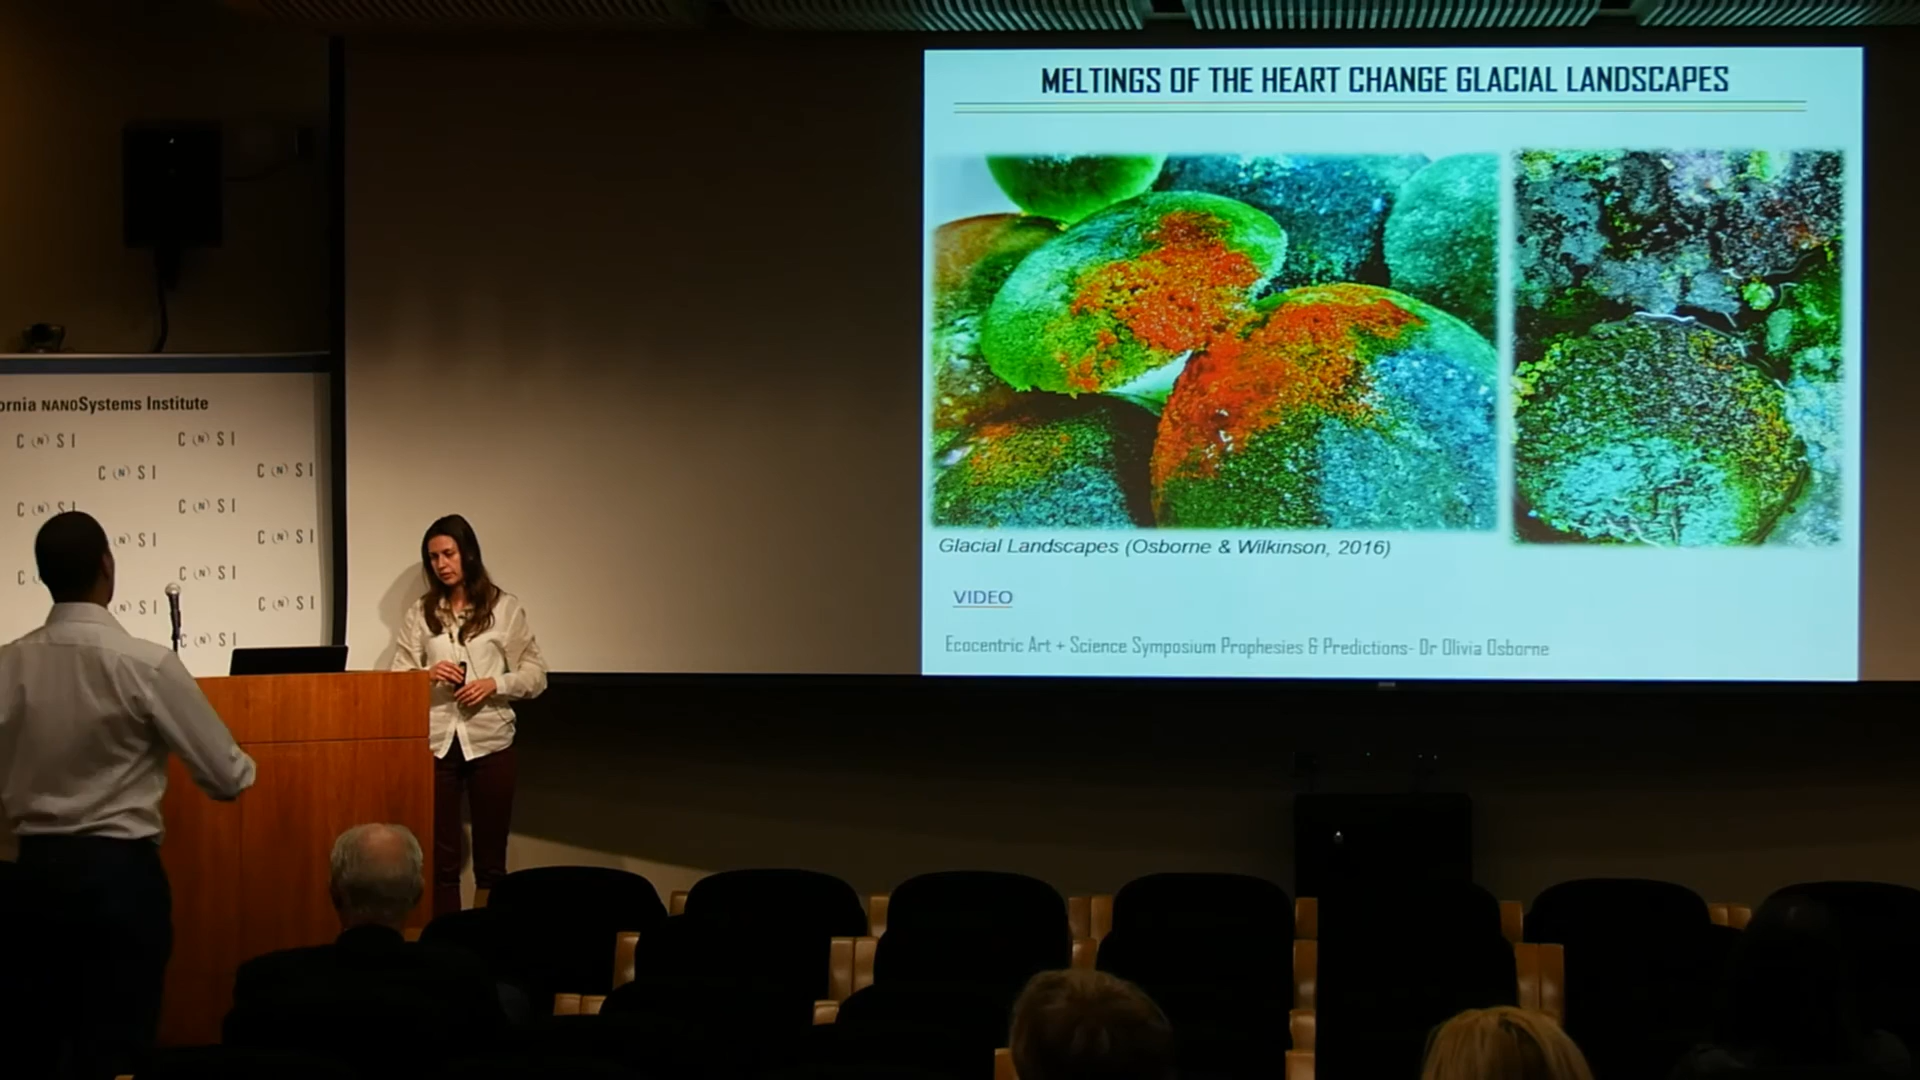 MELTINGS OF THE HEART CHANGE GLACIAL LANDSCAPES
Glacial Landscapes (Osborne & Wilkinson, 2016)
VIDEO
Ecocentric Art + Science Symposium Prophesies & Predictions- Dr Olivia Osborne
ornia NANOSystems Institute
C (N) S I C (N) S I
C (N) S I C (N) S I
C (N) S I C (N) S I
(N) S I C (N) S I
C C (N) S I
(N) S I C (N) S I
C (N) S I